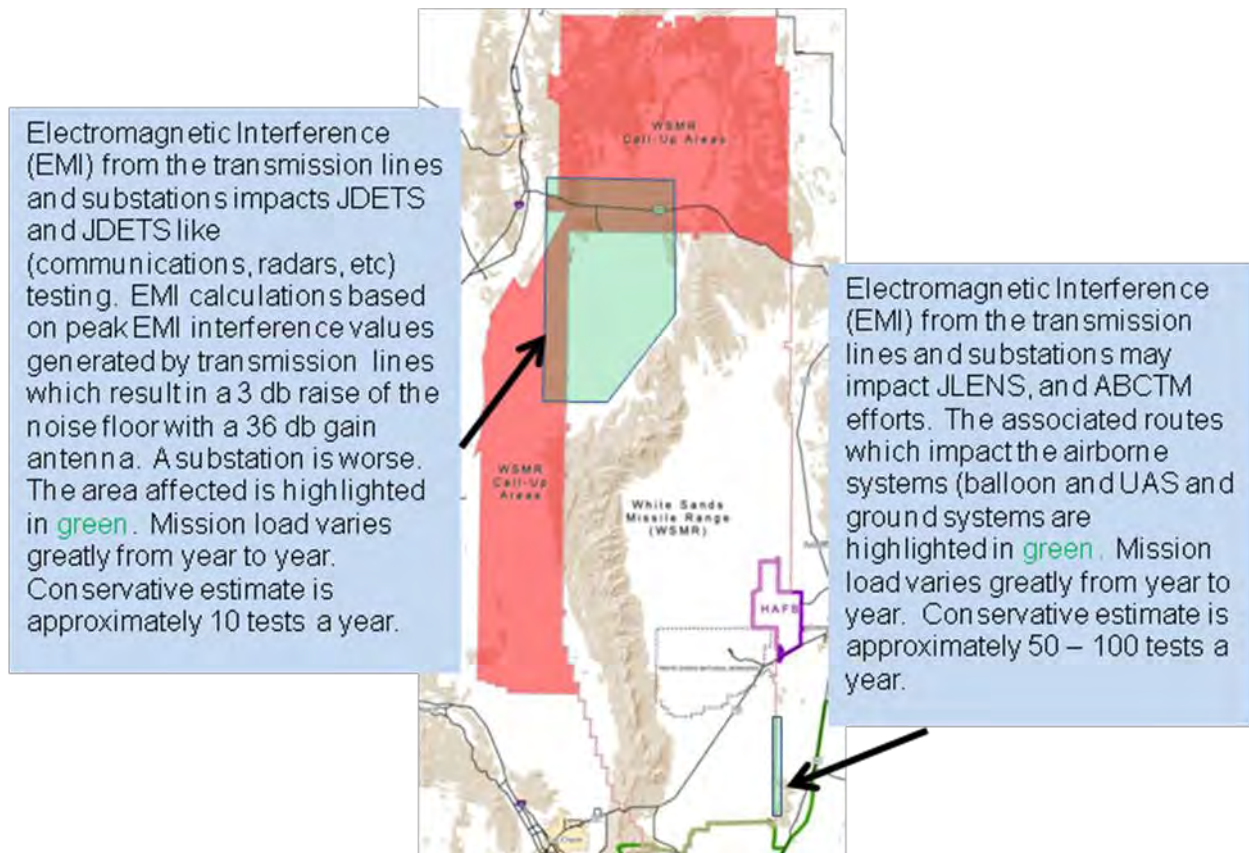 Electromagnetic Interference
(EMI) from the transmission lines
and substations impacts JDETS
and JDETS like
(communications, radars, etc)
testing. EMI calculations based
on peak EMI interference values
generated by transmission lines
which result in a 3 db raise of the
noise floor with a 36 db gain
antenna. A substation is worse.
The area affected is highlighted
in green. Mission load varies
greatly from year to year.
Conservative estimate is
approximately 10 tests a year.
WSMR
Call-Up Areas
WSMR
Call-Up
Areas
White Sands
Missile Range
(WSMR)
HAFB
Electromagnetic Interference
(EMI) from the transmission
lines and substations may
impact JLENS, and ABCTM
efforts. The associated routes
which impact the airborne
systems (balloon and UAS and
ground systems are
highlighted in green. Mission
load varies greatly from year to
year. Conservative estimate is
approximately 50 – 100 tests a
year.